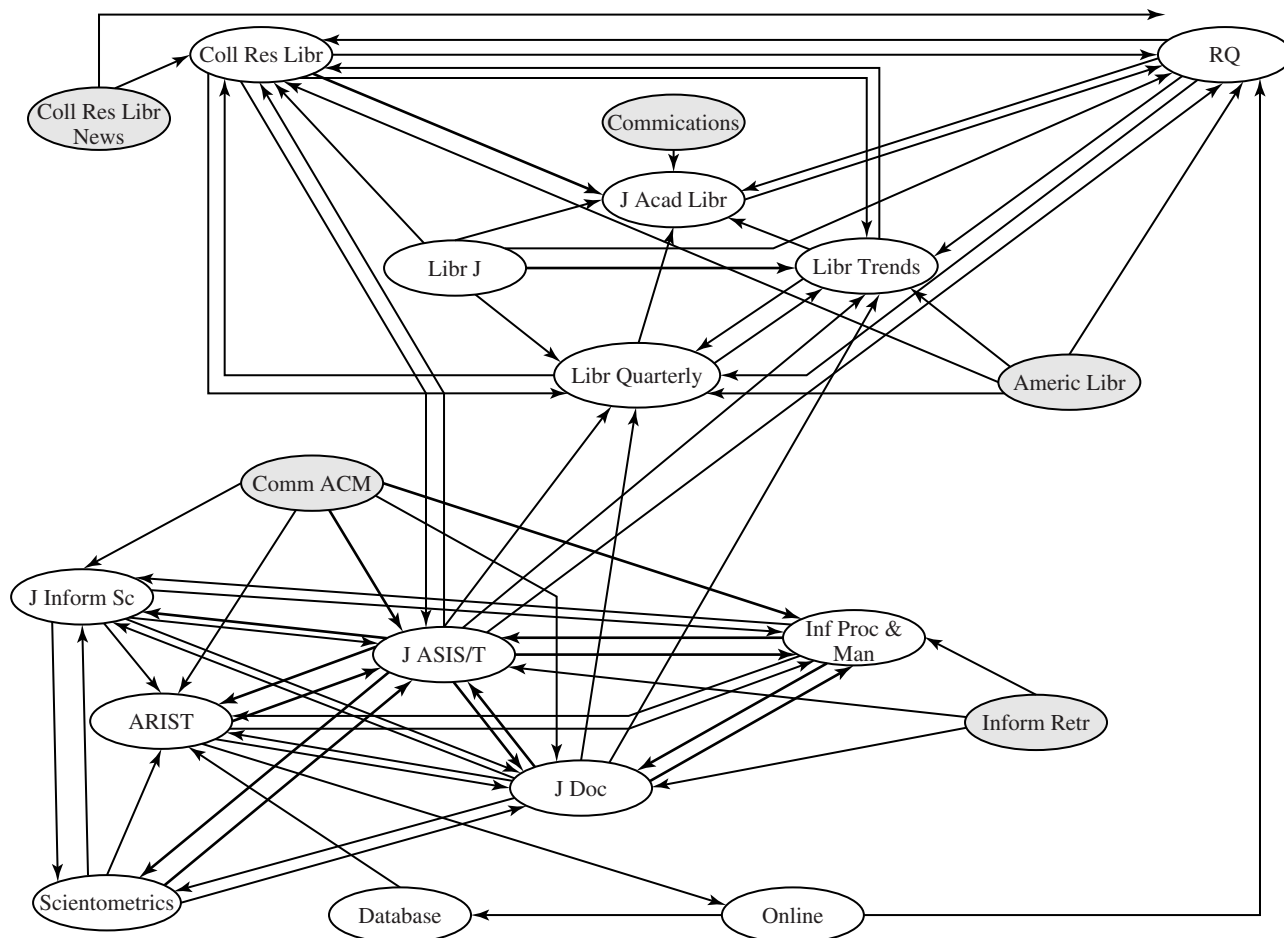 Coll Res Libr
RQ
Coll Res Libr
News
Commications
J Acad Libr
Libr J
Libr Trends
Libr Quarterly
Americ Libr
Comm ACM
J Inform Sc
J ASIS/T
Inf Proc &
Man
ARIST
Inform Retr
J Doc
Scientometrics
Database
Online